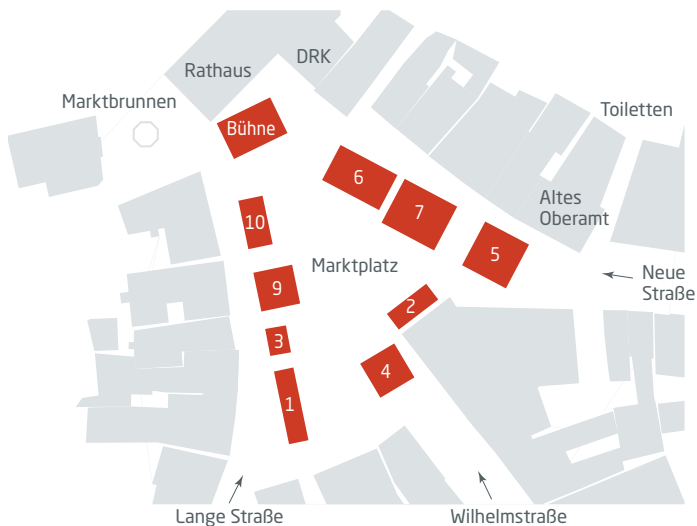 DRK
Rathaus
Marktbrunnen
Toiletten
Bühne
6
Altes
Oberamt
7
10
5
Marktplatz
Neue
Straße
9
2
3
4
1
Lange Straße
Wilhelmstraße